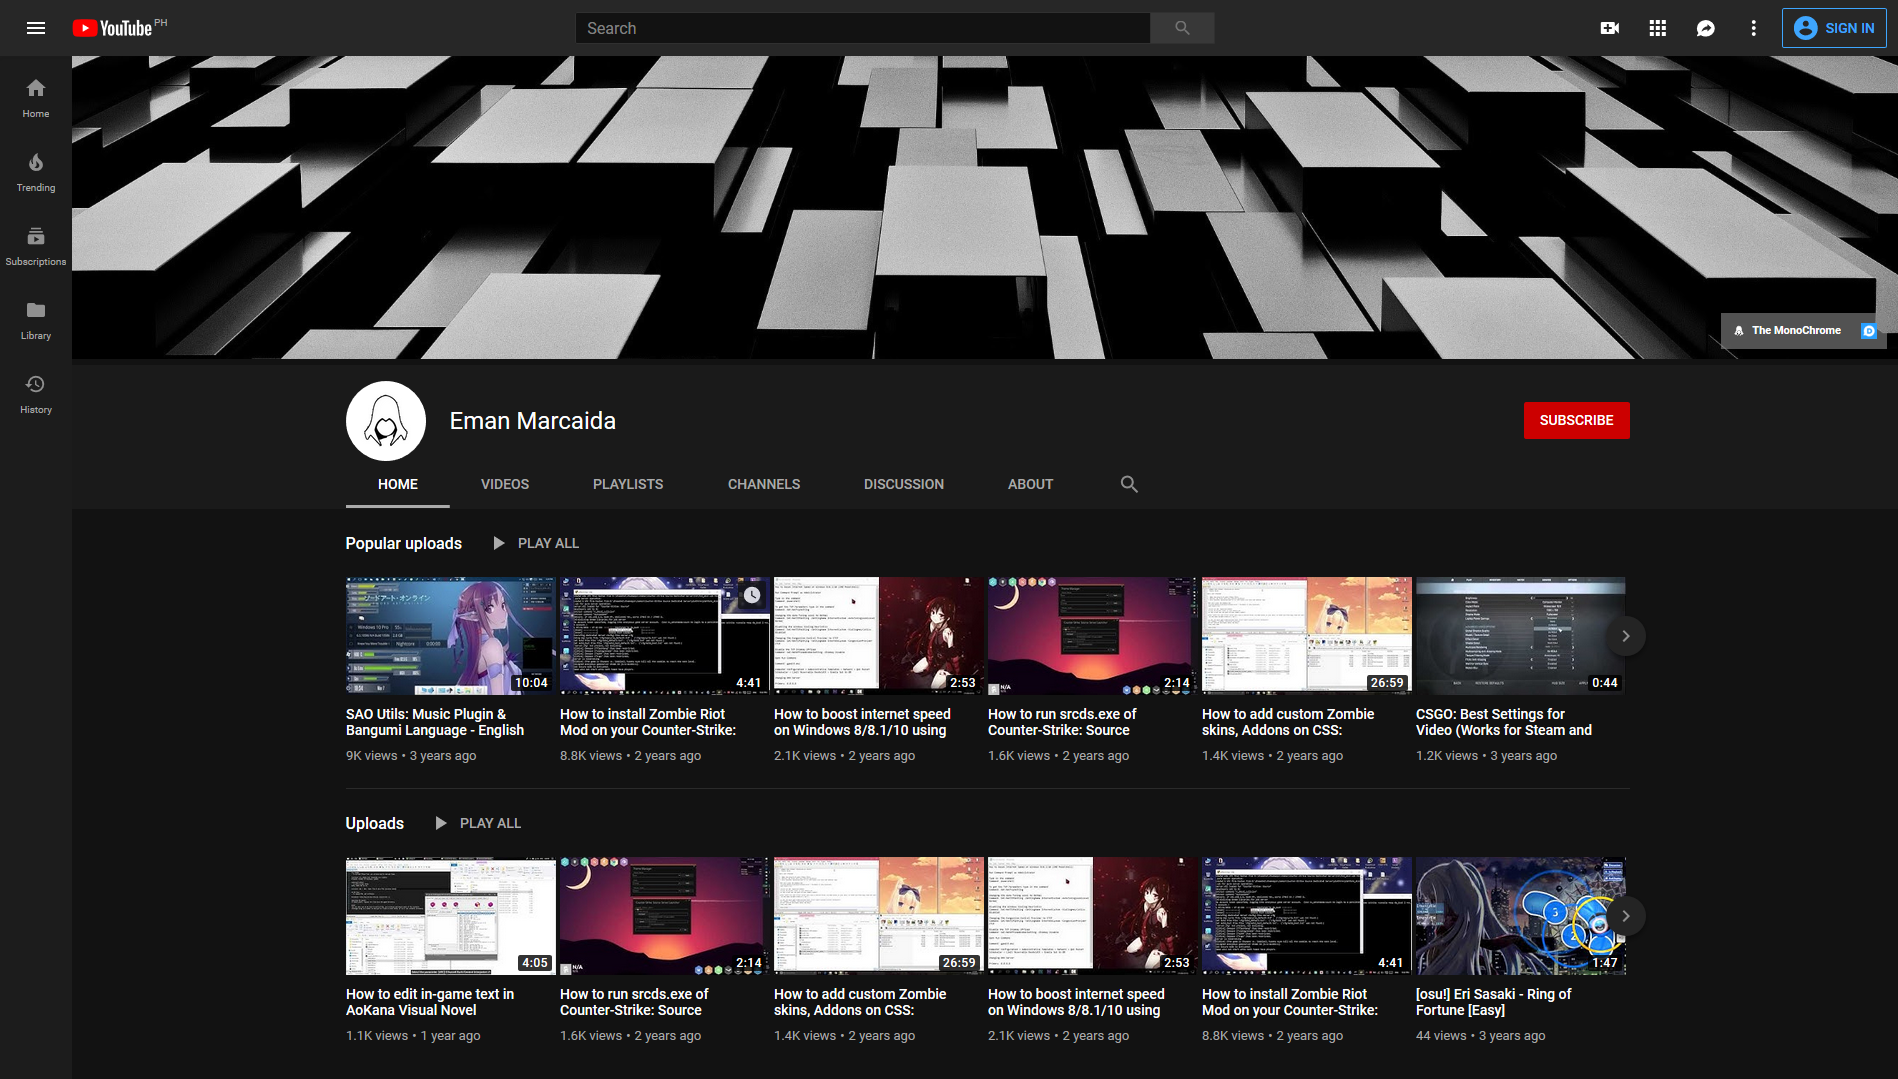 YouTube PH
Search
SIGN IN
Home
Trending
Subscriptions
Library
History
The MonoChrome
Eman Marcaida
SUBSCRIBE
HOME
VIDEOS
PLAYLISTS
CHANNELS
DISCUSSION
ABOUT
Popular uploads
PLAY ALL
10:04
4:41
2:53
2:14
26:59
0:44
SAO Utils: Music Plugin &
Bangumi Language - English
9K views • 3 years ago
How to install Zombie Riot
Mod on your Counter-Strike:
8.8K views • 2 years ago
How to boost internet speed
on Windows 8/8.1/10 using
2.1K views • 2 years ago
How to run srcds.exe of
Counter-Strike: Source
1.6K views • 2 years ago
How to add custom Zombie
skins, Addons on CSS:
1.4K views • 2 years ago
CSGO: Best Settings for
Video (Works for Steam and
1.2K views • 3 years ago
Uploads
PLAY ALL
4:05
2:14
26:59
2:53
4:41
1:47
How to edit in-game text in
AoKana Visual Novel
1.1K views • 1 year ago
How to run srcds.exe of
Counter-Strike: Source
1.6K views • 2 years ago
How to add custom Zombie
skins, Addons on CSS:
1.4K views • 2 years ago
How to boost internet speed
on Windows 8/8.1/10 using
2.1K views • 2 years ago
How to install Zombie Riot
Mod on your Counter-Strike:
8.8K views • 2 years ago
[osu!] Eri Sasaki - Ring of
Fortune [Easy]
44 views • 3 years ago